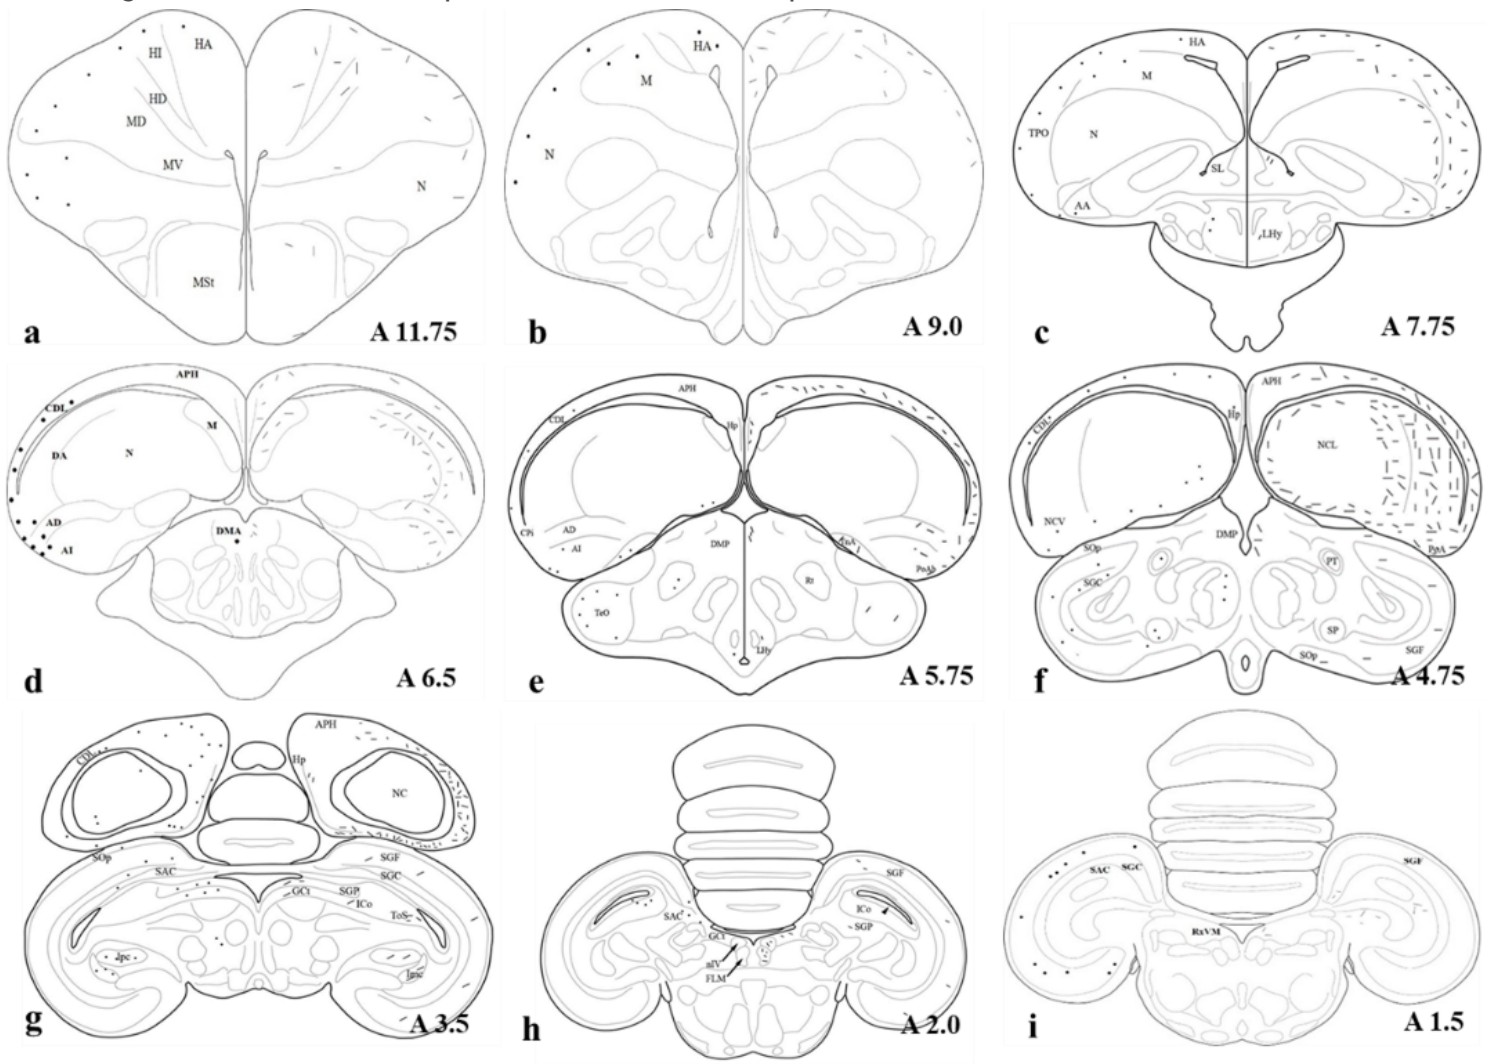 HI HA
HD
MD
MV
N
MSt
a A 11.75
HA
M
N
b A 9.0
HA
M
TPO N
SL
AA
LHy
c A 7.75
APH
CDL
M
DA N
AD
DMA
AI
d A 6.5
APH
CDL
Hp
CPi AD
AI
DMP
TnA
PoAb
Rt
TeO
LHy
e A 5.75
APH
CDL
Hp
NCL
NCV
DMP
SOp
PpA
PT
SGC
SP
SOp
SGF
f A 4.75
APH
CDL
Hp
NC
SOp
SGF
SAC
SGC
GCt SGP
ICo
ToS
Ipc
Imc
g A 3.5
SGF
ICo
SAC
SGP
GCt
nIV
FLM
h A 2.0
SAC SGC
SGF
RxVM
i A 1.5